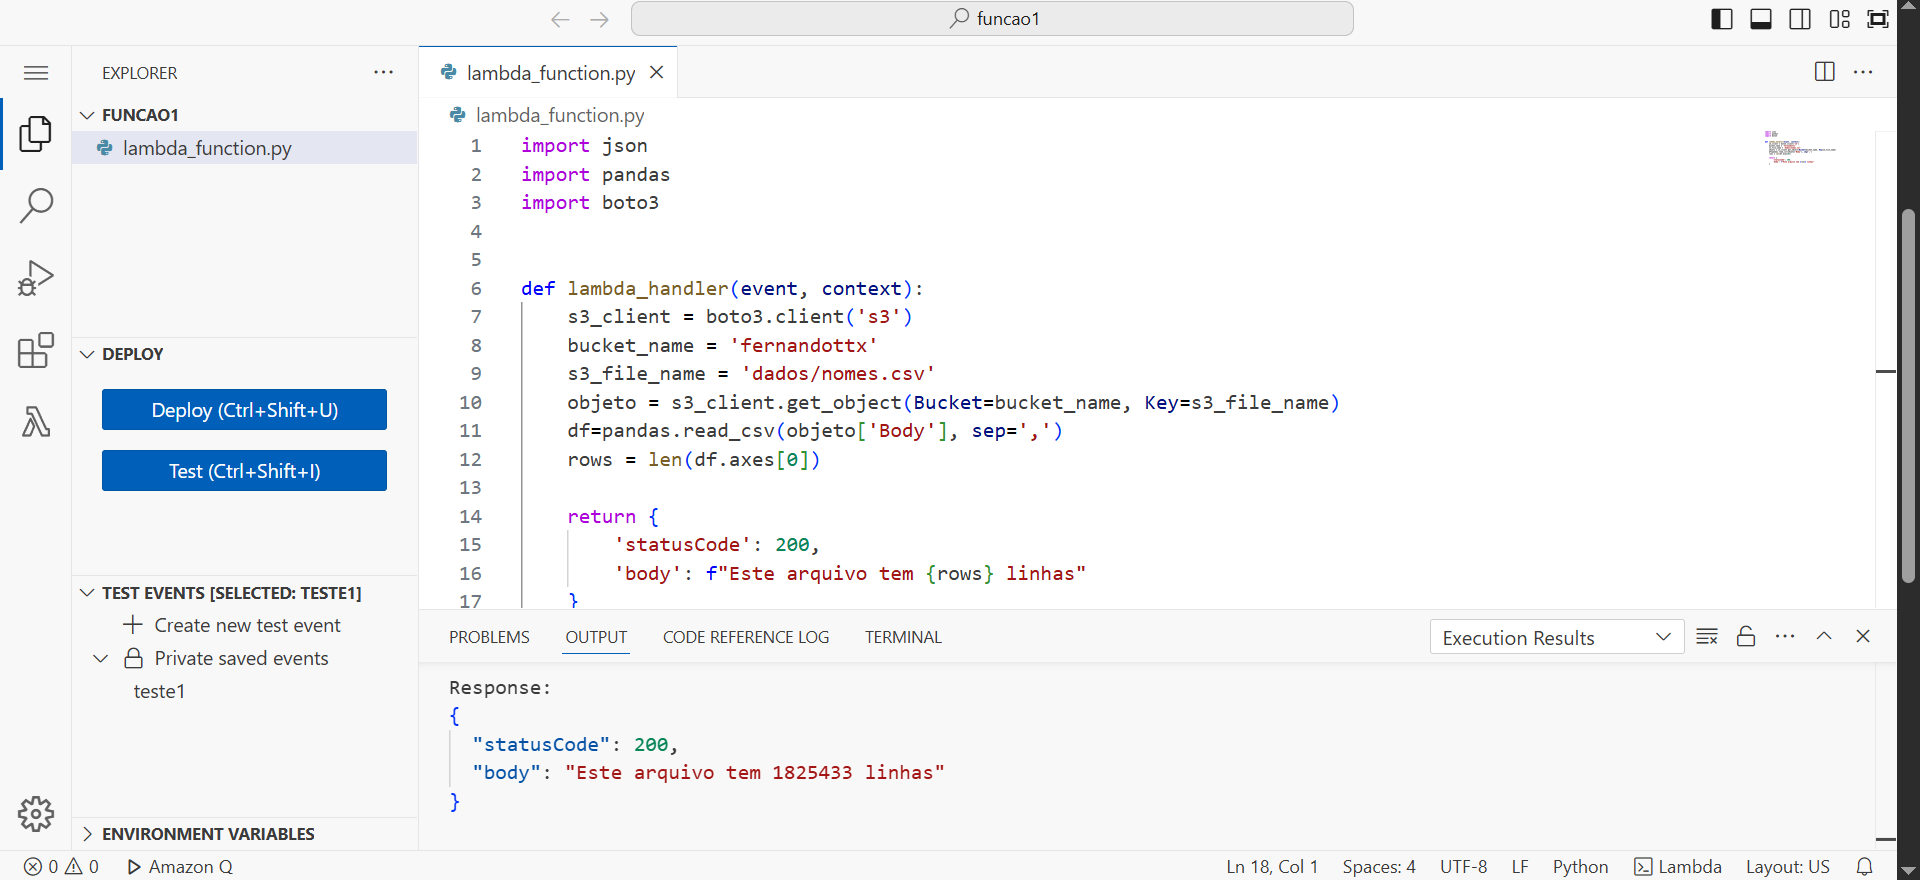 funcao1
EXPLORER
FUNCAO1
lambda_function.py
DEPLOY
Deploy (Ctrl+Shift+U)
Test (Ctrl+Shift+I)
TEST EVENTS [SELECTED: TESTE1]
Create new test event
Private saved events
teste1
ENVIRONMENT VARIABLES
lambda_function.py
lambda_function.py
1 import json
2 import pandas
3 import boto3
4
5
6 def lambda_handler(event, context):
7 s3_client = boto3.client('s3')
8 bucket_name = 'fernandottx'
9 s3_file_name = 'dados/nomes.csv'
10 objeto = s3_client.get_object(Bucket=bucket_name, Key=s3_file_name)
11 df=pandas.read_csv(objeto['Body'], sep=',')
12 rows = len(df.axes[0])
13
14 return {
15 'statusCode': 200,
16 'body': f"Este arquivo tem {rows} linhas"
17 }
PROBLEMS OUTPUT CODE REFERENCE LOG TERMINAL Execution Results
Response:
{
"statusCode": 200,
"body": "Este arquivo tem 1825433 linhas"
}
0 0 Amazon Q Ln 18, Col 1 Spaces: 4 UTF-8 LF Python Lambda Layout: US